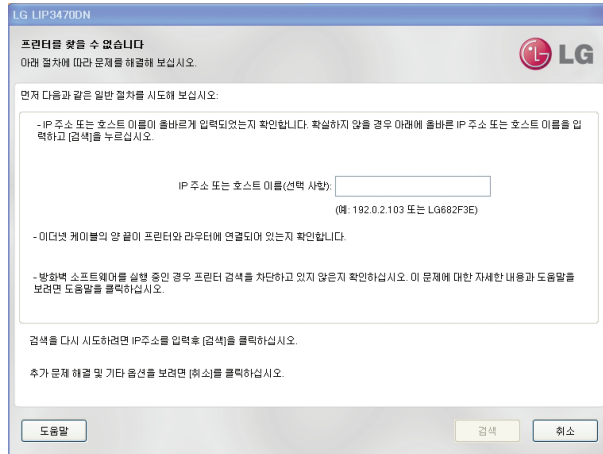 LG LIP3470DN
프린터를 찾을 수 없습니다
아래 절차에 따라 문제를 해결해 보십시오.
LG
먼저 다음과 같은 일반 절차를 시도해 보십시오:
- IP 주소 또는 호스트 이름이 올바르게 입력되었는지 확인합니다. 확실하지 않을 경우 아래에 올바른 IP 주소 또는 호스트 이름을 입
력하고 [검색]을 누르십시오.
IP 주소 또는 호스트 이름(선택 사항):
(예: 192.0.2.103 또는 LG682F3E)
- 이더넷 케이블의 양 끝이 프린터와 라우터에 연결되어 있는지 확인합니다.
- 방화벽 소프트웨어를 실행 중인 경우 프린터 검색을 차단하고 있지 않은지 확인하십시오. 이 문제에 대한 자세한 내용과 도움말을
보려면 도움말을 클릭하십시오.
검색을 다시 시도하려면 IP주소를 입력후 [검색]을 클릭하십시오.
추가 문제 해결 및 기타 옵션을 보려면 [취소]를 클릭하십시오.
도움말
검색
취소